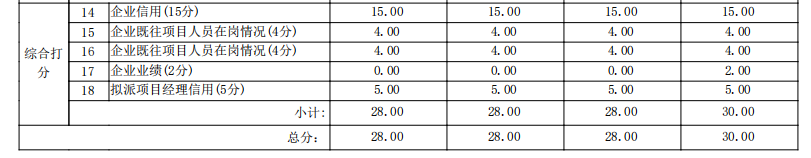 14 企业信用(15分) 15.00 15.00 15.00 15.00
15 企业既往项目人员在岗情况(4分) 4.00 4.00 4.00 4.00
综合打分 16 企业既往项目人员在岗情况(4分) 4.00 4.00 4.00 4.00
17 企业业绩(2分) 0.00 0.00 0.00 2.00
18 拟派项目经理信用(5分) 5.00 5.00 5.00 5.00
小计: 28.00 28.00 28.00 30.00
总分: 28.00 28.00 28.00 30.00